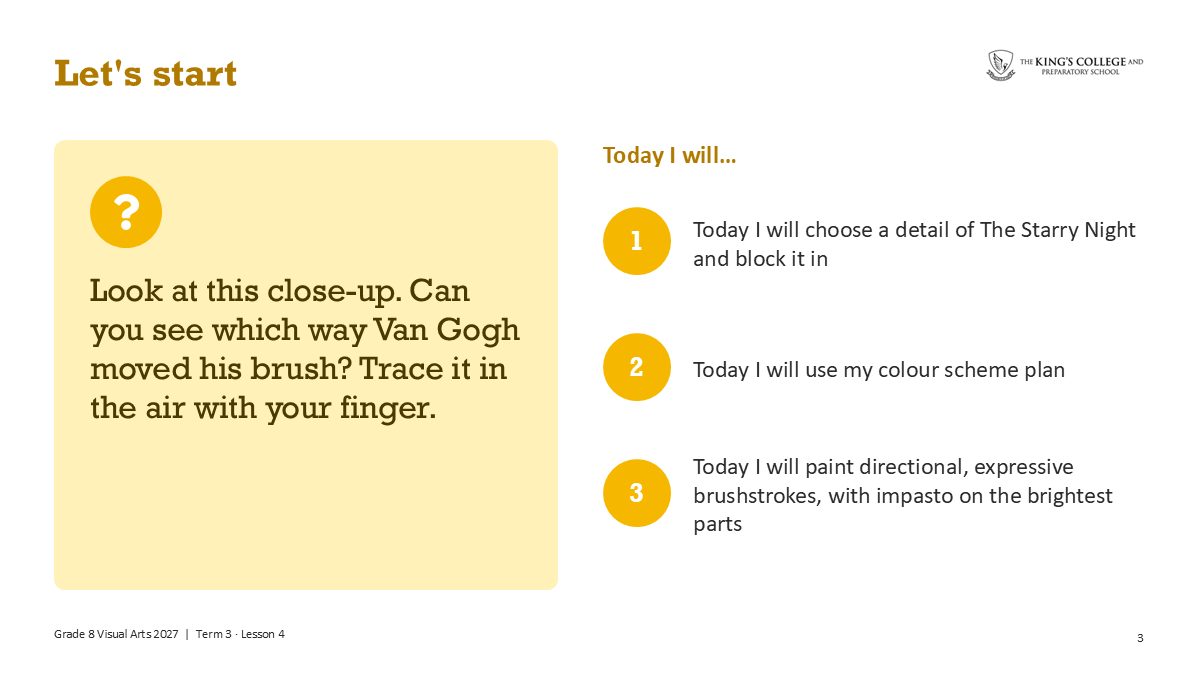 Let's start
THE KING'S COLLEGE AND
PREPARATORY SCHOOL
?
Look at this close-up. Can
you see which way Van Gogh
moved his brush? Trace it in
the air with your finger.
Today I will...
1
Today I will choose a detail of The Starry Night
and block it in
2
Today I will use my colour scheme plan
3
Today I will paint directional, expressive
brushstrokes, with impasto on the brightest
parts
Grade 8 Visual Arts 2027 | Term 3 · Lesson 4
3